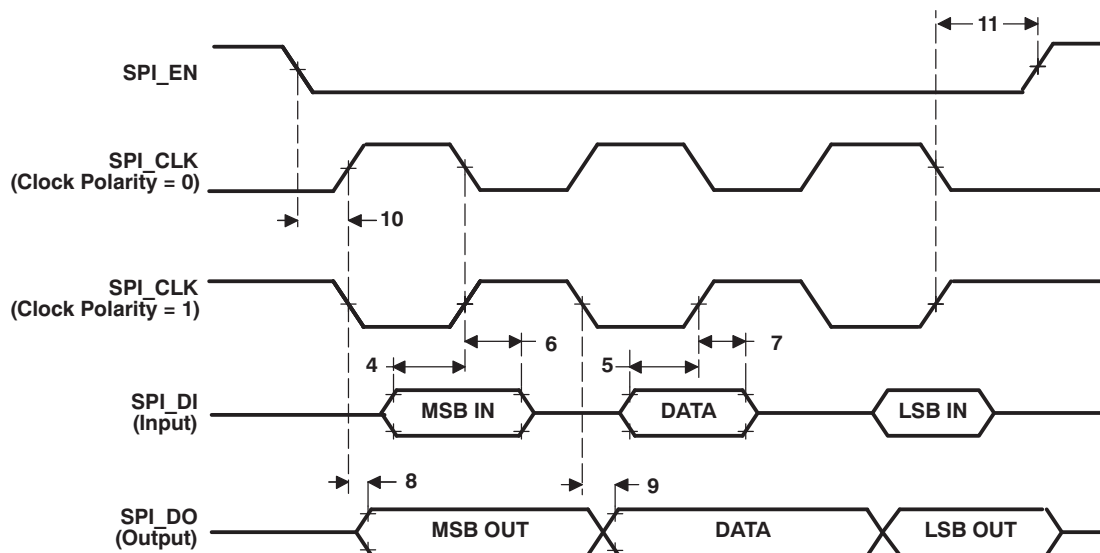 11
SPI_EN
SPI_CLK
(Clock Polarity = 0)
10
SPI_CLK
(Clock Polarity = 1)
6
7
4
5
SPI_DI
(Input)
MSB IN
DATA
LSB IN
8
9
SPI_DO
(Output)
MSB OUT
DATA
LSB OUT